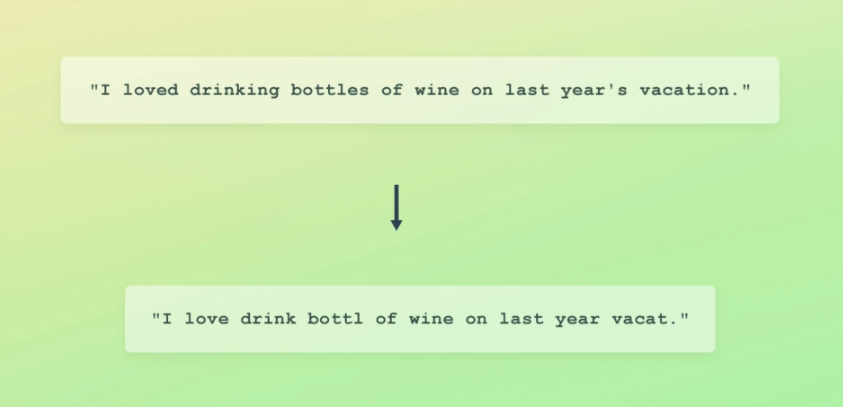 "I loved drinking bottles of wine on last year's vacation."
"I love drink bottl of wine on last year vacat."